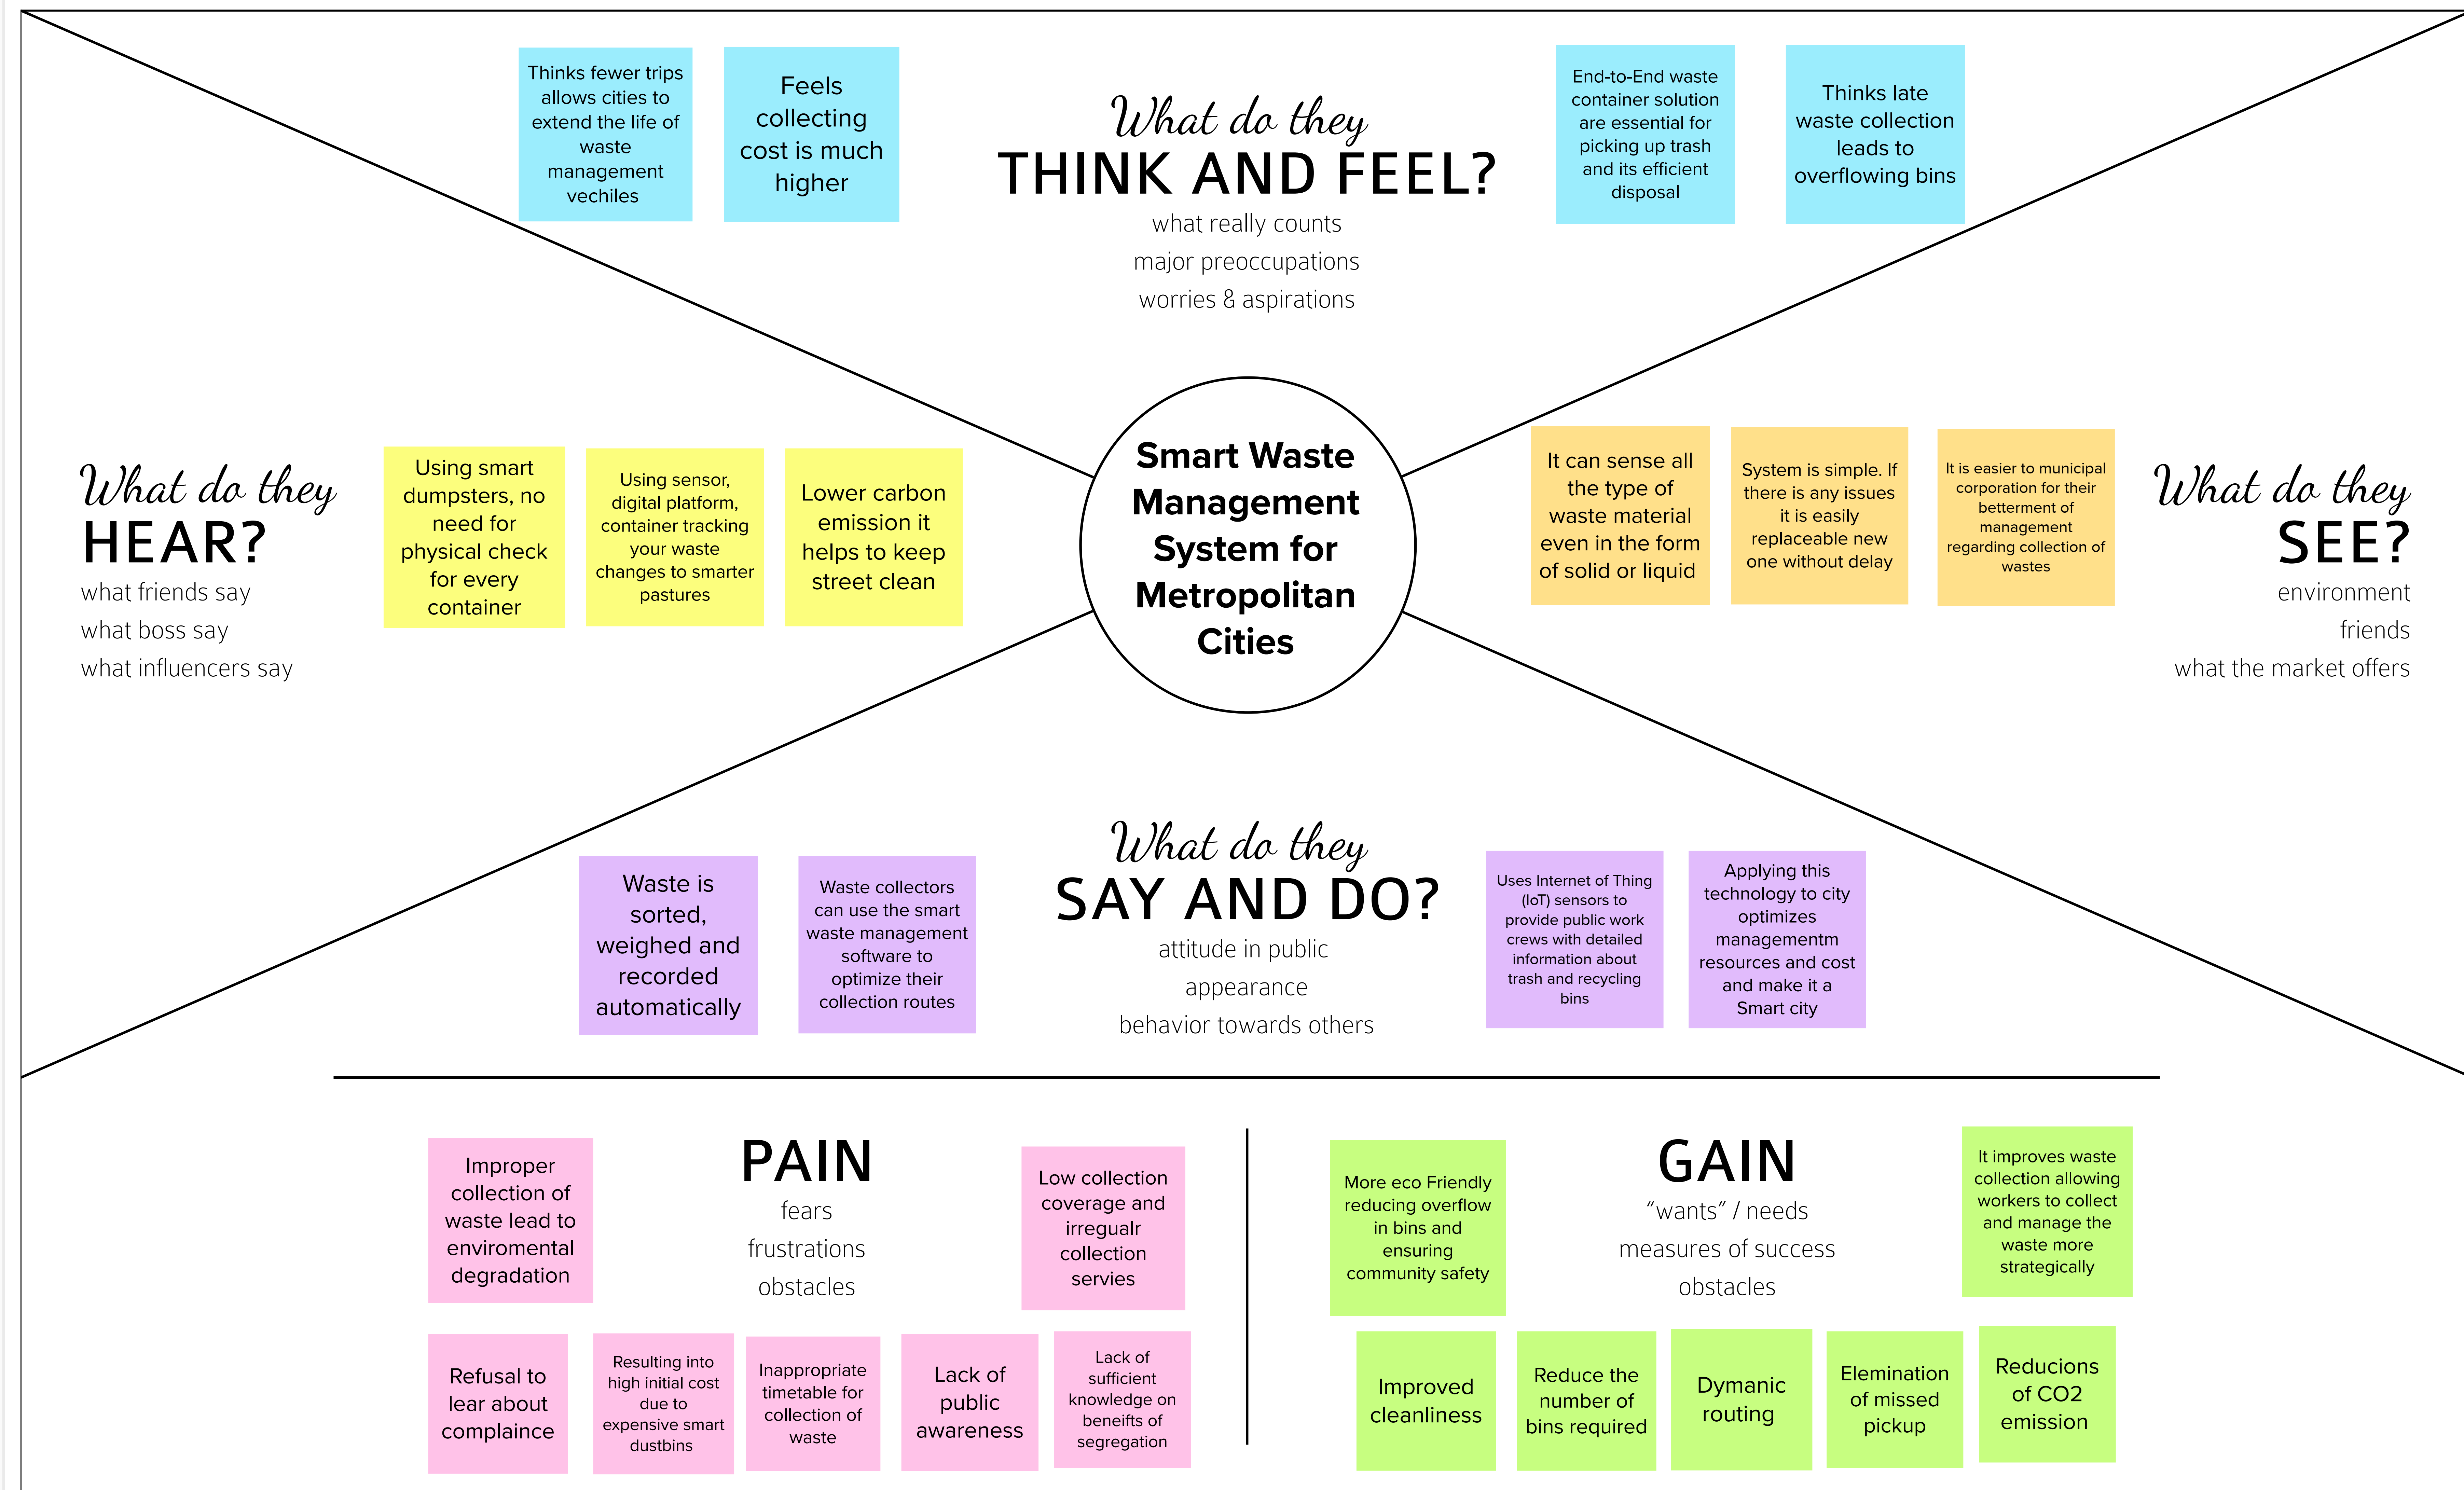 Thinks fewer trips
allows cities to
extend the life of
waste
management
vechiles
Feels
collecting
cost is much
higher
What do they
THINK AND FEEL?
what really counts
major preoccupations
worries & aspirations
End-to-End waste
container solution
are essential for
picking up trash
and its efficient
disposal
Thinks late
waste collection
leads to
overflowing bins
What do they
HEAR?
what friends say
what boss say
what influencers say
Using smart
dumpsters, no
need for
physical check
for every
container
Using sensor,
digital platform,
container tracking
your waste
changes to smarter
pastures
Lower carbon
emission it
helps to keep
street clean
Smart Waste
Management
System for
Metropolitan
Cities
It can sense all
the type of
waste material
even in the form
of solid or liquid
System is simple. If
there is any issues
it is easily
replaceable new
one without delay
It is easier to municipal
corporation for their
betterment of
management
regarding collection of
wastes
What do they
SEE?
environment
friends
what the market offers
Waste is
sorted,
weighed and
recorded
automatically
Waste collectors
can use the smart
waste management
software to
optimize their
collection routes
What do they
SAY AND DO?
attitude in public
appearance
behavior towards others
Uses Internet of Thing
(IoT) sensors to
provide public work
crews with detailed
information about
trash and recycling
bins
Applying this
technology to city
optimizes
managementm
resources and cost
and make it a
Smart city
Improper
collection of
waste lead to
enviromental
degradation
PAIN
fears
frustrations
obstacles
Low collection
coverage and
irregualr
collection
servies
Refusal to
lear about
complaince
Resulting into
high initial cost
due to
expensive smart
dustbins
Inappropriate
timetable for
collection of
waste
Lack of
public
awareness
Lack of
sufficient
knowledge on
beneifts of
segregation
More eco Friendly
reducing overflow
in bins and
ensuring
community safety
GAIN
“wants” / needs
measures of success
obstacles
It improves waste
collection allowing
workers to collect
and manage the
waste more
strategically
Improved
cleanliness
Reduce the
number of
bins required
Dymanic
routing
Elemination
of missed
pickup
Reducions
of CO2
emission